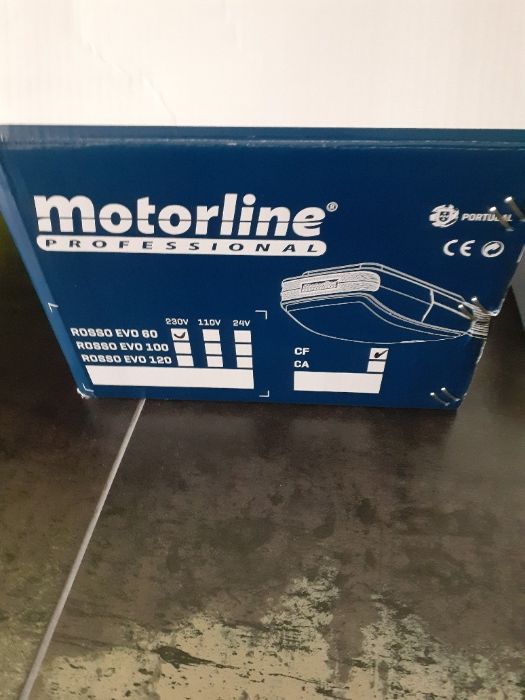 motorline®
PROFESSIONAL
PORTUGAL
CE
230V 110V 24V
ROSSO EVO 60
ROSSO EVO 100
ROSSO EVO 120
CF
CA